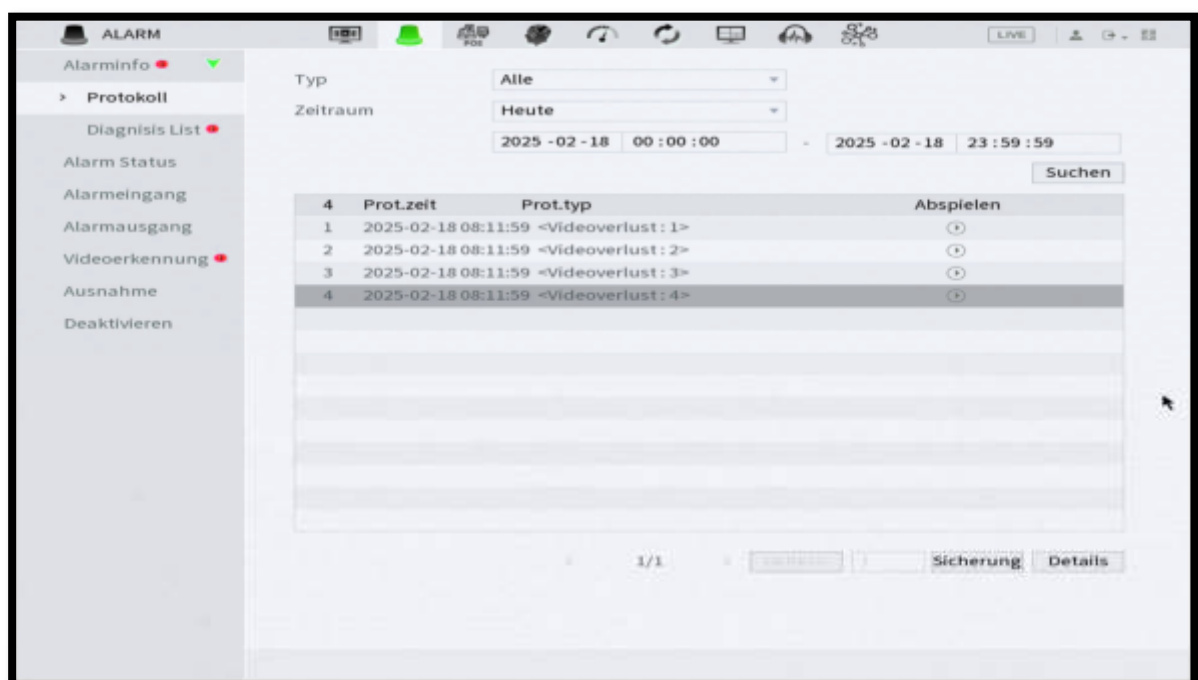 ALARM
POS
LIVE
Alarminfo
Protokoll
Diagnisis List
Alarm Status
Alarmeingang
Alarmausgang
Videoerkennung
Ausnahme
Deaktivieren
Typ Alle
Zeitraum Heute
2025 -02 -18 00:00:00 - 2025 -02 -18 23:59:59
Suchen
4 Prot.zeit Prot.typ Abspielen
1 2025-02-18 08:11:59 <Videoverlust : 1>
2 2025-02-18 08:11:59 <Videoverlust : 2>
3 2025-02-18 08:11:59 <Videoverlust : 3>
4 2025-02-18 08:11:59 <Videoverlust : 4>
1/1 Sicherung Details